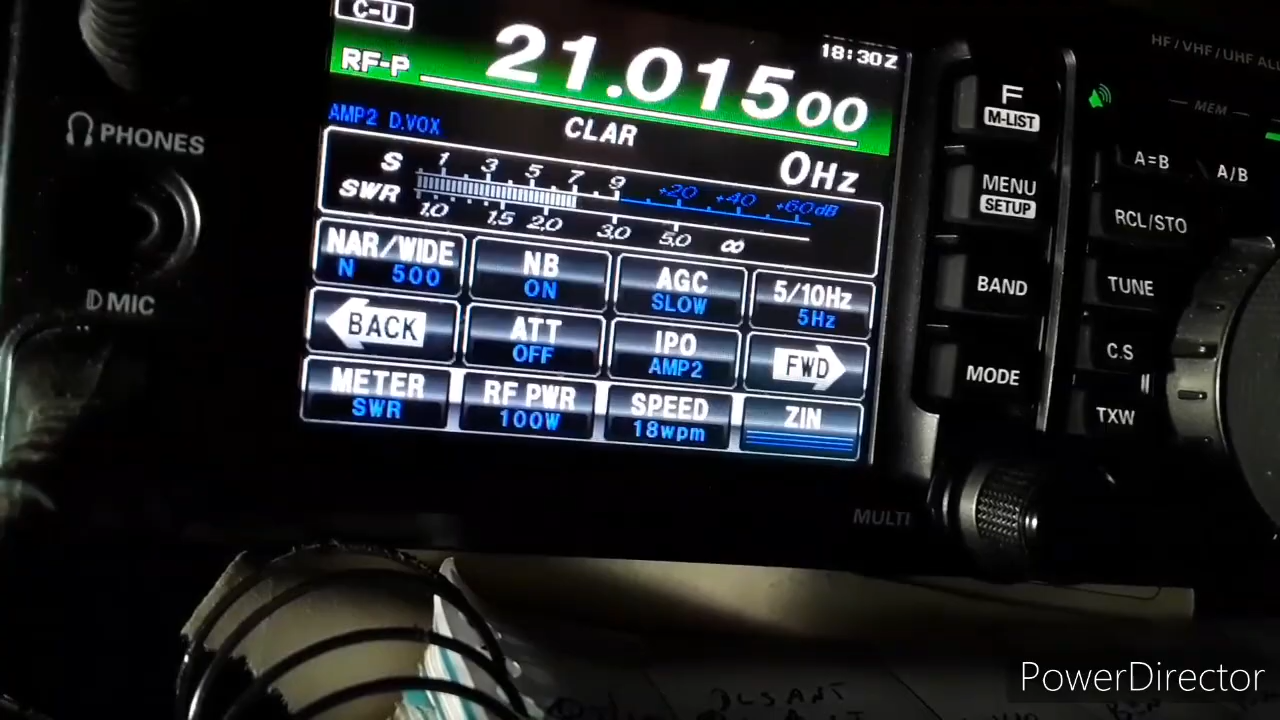 C-U
18:30Z
HF/VHF/UHF AL
21.01500
RF-P
AMP2 D.VOX
CLAR
0Hz
S 1 3 5 7 9 +20 +40 +60dB
SWR 1.0 1.5 2.0 3.0 5.0 ∞
NAR/WIDE NB AGC 5/10Hz
N 500 ON SLOW 5Hz
BACK ATT IPO FWD
OFF AMP2
METER RF PWR SPEED ZIN
SWR 100W 18wpm
PHONES
MIC
F
M-LIST
MENU
SETUP
BAND
MODE
MULTI
MEM
A=B A/B
RCL/STO
TUNE
C.S
TXW
DLSANT
PowerDirector